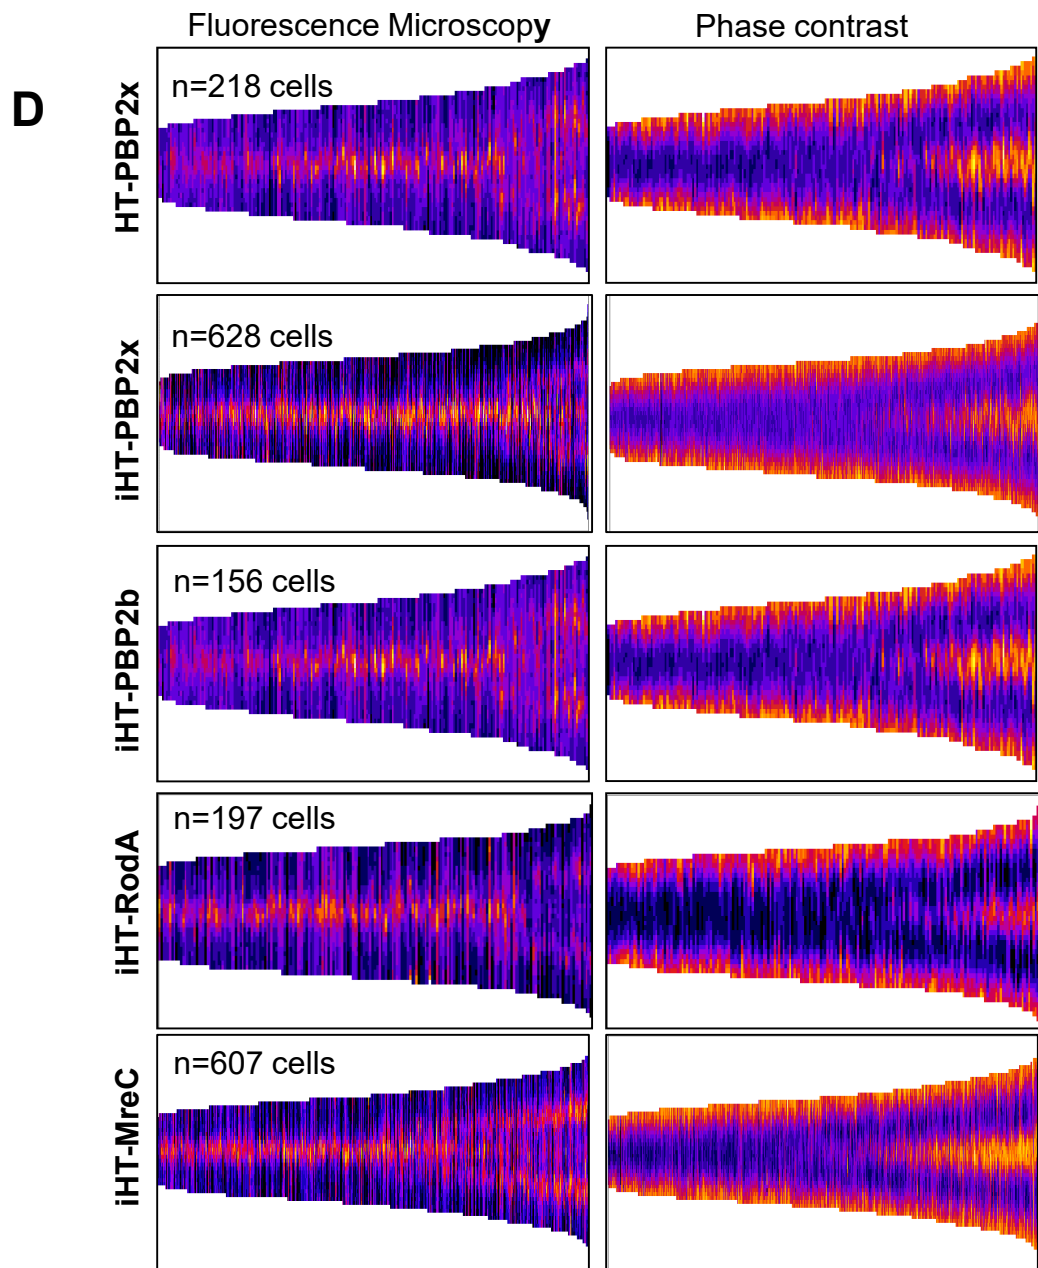 Fluorescence Microscopy
Phase contrast
D
HT-PBP2x
n=218 cells
iHT-PBP2x
n=628 cells
iHT-PBP2b
n=156 cells
iHT-RodA
n=197 cells
iHT-MreC
n=607 cells